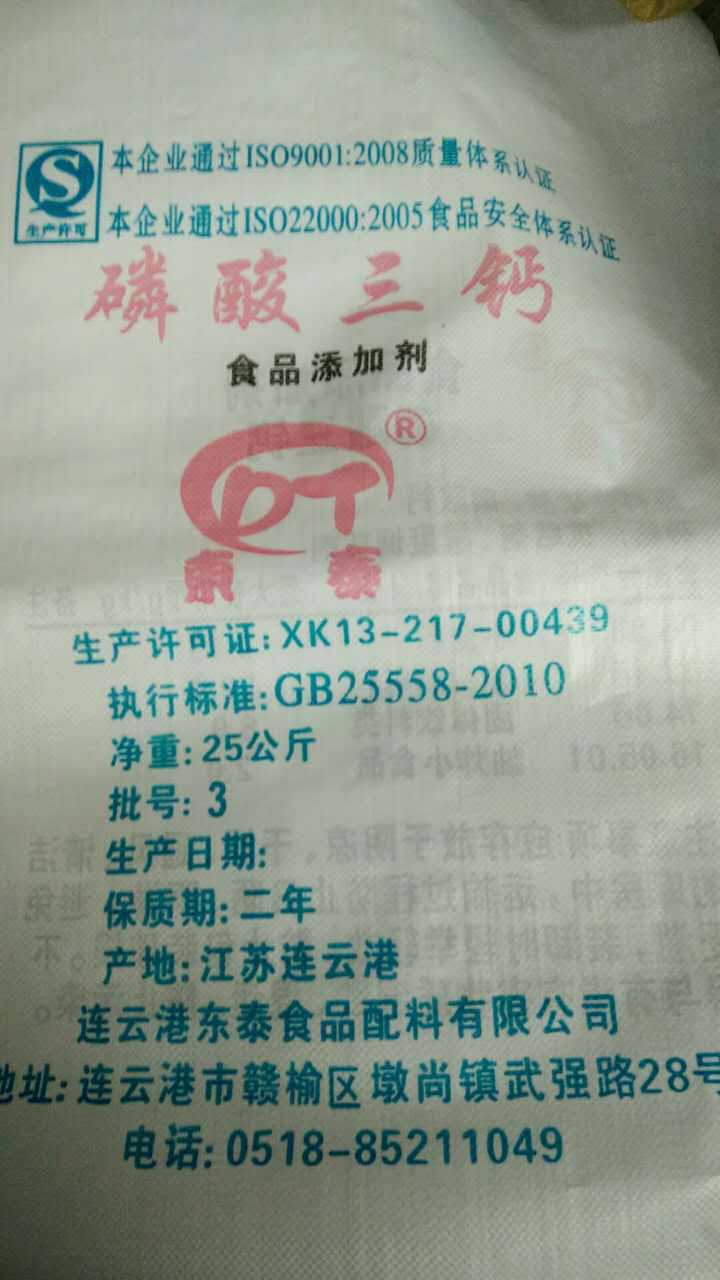 本企业通过ISO9001:2008质量体系认证
生产许可
本企业通过ISO22000:2005食品安全体系认证
磷酸三钙
食品添加剂
DT®
东泰
生产许可证:XK13-217-00439
执行标准:GB25558-2010
净重:25公斤
批号:3
生产日期:
保质期:二年
产地:江苏连云港
连云港东泰食品配料有限公司
地址:连云港市赣榆区墩尚镇武强路28号
电话:0518-85211049